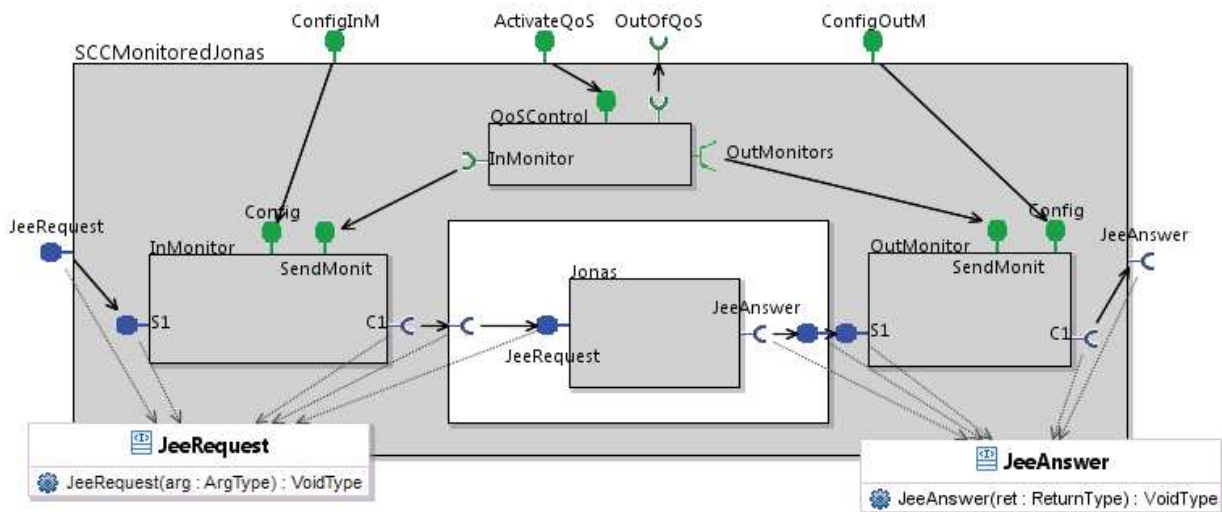 ConfigInM
ActivateQoS
OutOfQoS
ConfigOutM
SCCMonitoredJonas
QoSControl
InMonitor
OutMonitors
JeeRequest
Config
InMonitor
SendMonit
S1
C1
Jonas
JeeAnswer
JeeRequest
Config
OutMonitor
SendMonit
S1
C1
JeeAnswer
JeeRequest
JeeRequest(arg : ArgType) : VoidType
JeeAnswer
JeeAnswer(ret : ReturnType) : VoidType